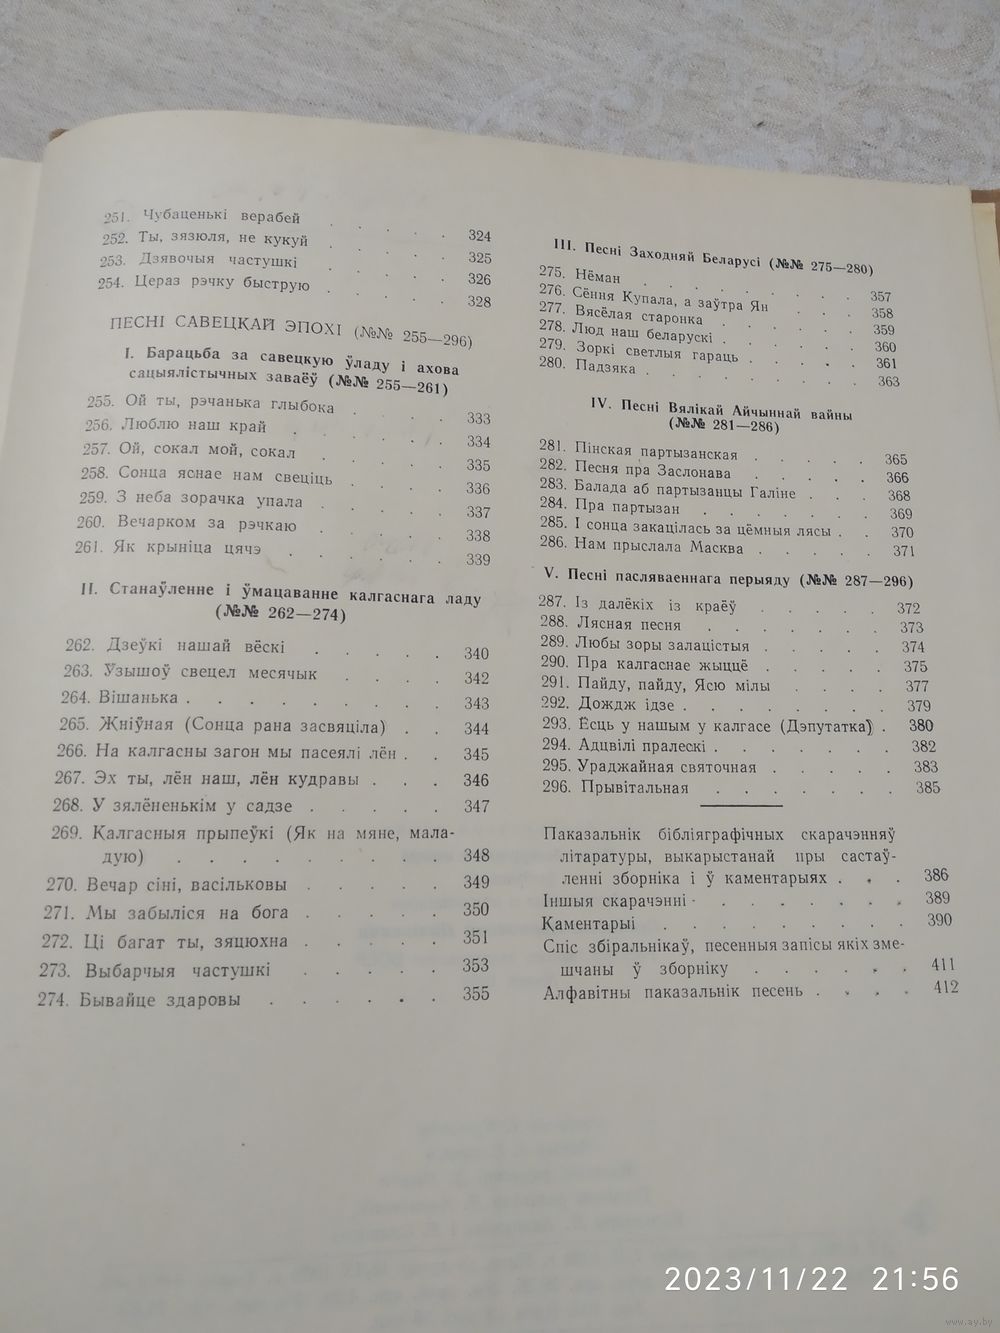 251. Чубаценькі верабей . . . . 324
252. Ты, зязюля, не кукуй . . . . 325
253. Дзявочыя частушкі . . . 326
254. Цераз рэчку быструю . . . . 328
ПЕСНІ САВЕЦКАЙ ЭПОХІ (№№ 255—296)
І. Барацьба за савецкую ўладу і ахова
сацыялістычных заваёў (№№ 255—261)
255. Ой ты, рэчанька глыбока . . . . 333
256. Люблю наш край . . . . . 334
257. Ой, сокал мой, сокал . . . . 335
258. Сонца яснае нам свеціць . . . . 336
259. З неба зорачка упала . . . . 337
260. Вечарком за рэчкаю . . . . 338
261. Як крыніца цячэ . . . . . 339
ІІ. Станаўленне і ўмацаванне калгаснага ладу
(№№ 262—274)
262. Дзеўкі нашай вёскі . . . . . 340
263. Узышоў свецел месячык . . . . 342
264. Вішанька . . . . . . . . 343
265. Жніўная (Сонца рана засвяціла) . . 344
266. На калгасны загон мы пасеялі лён . . 345
267. Эх ты, лён наш, лён кудравы . . . 346
268. У зялёненькім у садзе . . . . . 347
269. Калгасныя прыпеўкі (Як на мяне, мала-
дую) . . . . . . . . 348
270. Вечар сіні, васільковы . . . . . 349
271. Мы забыліся на бога . . . . . 350
272. Ці багат ты, зяцюхна . . . . . 351
273. Выбарчыя частушкі . . . . . 353
274. Бывайце здаровы . . . . . . 355
ІІІ. Песні Заходняй Беларусі (№№ 275—280)
275. Нёман . . . . . . . 357
276. Сёння Купала, а заўтра Ян . . . 358
277. Вясёлая старонка . . . . . 359
278. Люд наш беларускі . . . . . 360
279. Зоркі светлыя гараць . . . . 361
280. Падзяка . . . . . . . 363
IV. Песні Вялікай Айчыннай вайны
(№№ 281—286)
281. Пінская партызанская . . . . . 365
282. Песня пра Заслонава . . . . . 366
283. Балада аб партызанцы Галіне . . . 368
284. Пра партызан . . . . . . 369
285. І сонца закацілась за цёмныя лясы . . 370
286. Нам прыслала Масква . . . . . 371
V. Песні пасляваеннага перыяду (№№ 287—296)
287. Із далёкіх із краёў . . . . . 372
288. Лясная песня . . . . . . 373
289. Любы зоры залацістыя . . . . . 374
290. Пра калгаснае жыццё . . . . . 375
291. Пайду, пайду, Ясю мілы . . . . 377
292. Дождж ідзе . . . . . . . 379
293. Ёсць у нашым у калгасе (Дэпутатка) . 380
294. Адцвілі пралескі . . . . . . 382
295. Ураджайная святочная . . . . . 383
296. Прывітальная . . . . . . 385
Паказальнік бібліяграфічных скарачэнняў
літаратуры, выкарыстанай пры састаў-
ленні зборніка і ў каментарыях . . . 386
Іншыя скарачэнні . . . . . . 389
Каментарыі . . . . . . . . 390
Спіс збіральнікаў, песенныя запісы якіх зме-
шчаны ў зборніку . . . . . . 411
Алфавітны паказальнік песень . . . . 412
2023/11/22 21:56
www.ay.by